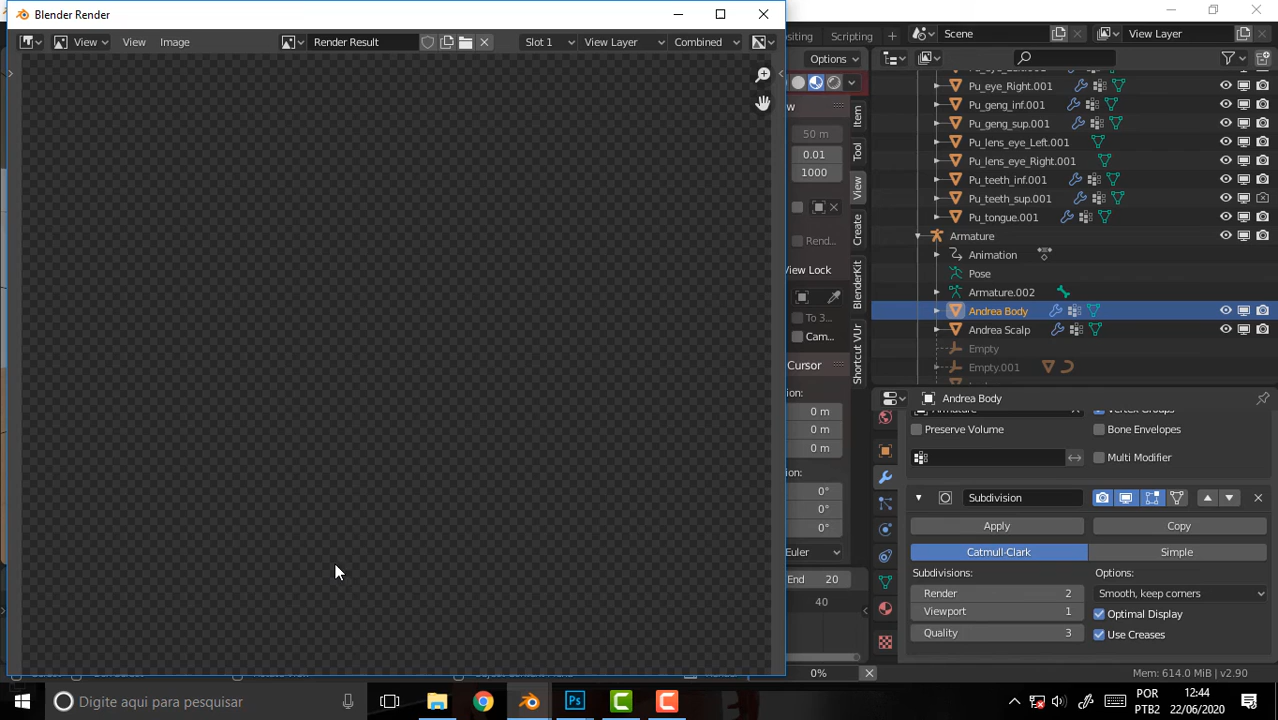 Blender Render
View View Image Render Result Slot 1 View Layer Combined
Scripting Scene View Layer
Options
Pu_eye_Right.001
Pu_geng_inf.001
Pu_geng_sup.001
50 m
Pu_lens_eye_Left.001
0.01
Item
Pu_lens_eye_Right.001
1000
Tool
Pu_teeth_inf.001
View
Pu_teeth_sup.001
Pu_tongue.001
Create
Armature
Rend...
Animation
View Lock
BlenderKit
Pose
Armature.002
Andrea Body
To 3...
Andrea Scalp
Cam...
Shortcut VUr
Empty
Cursor
Empty.001
Andrea Body
0 m
Preserve Volume
Bone Envelopes
0 m
0 m
Multi Modifier
0°
Subdivision
0°
Apply Copy
0°
Euler
Catmull-Clark Simple
Subdivisions: Options:
End 20
Render 2 Smooth, keep corners
40
Viewport 1 Optimal Display
Quality 3 Use Creases
0% Mem: 614.0 MiB | v2.90
Digite aqui para pesquisar
POR
PTB2
12:44
22/06/2020